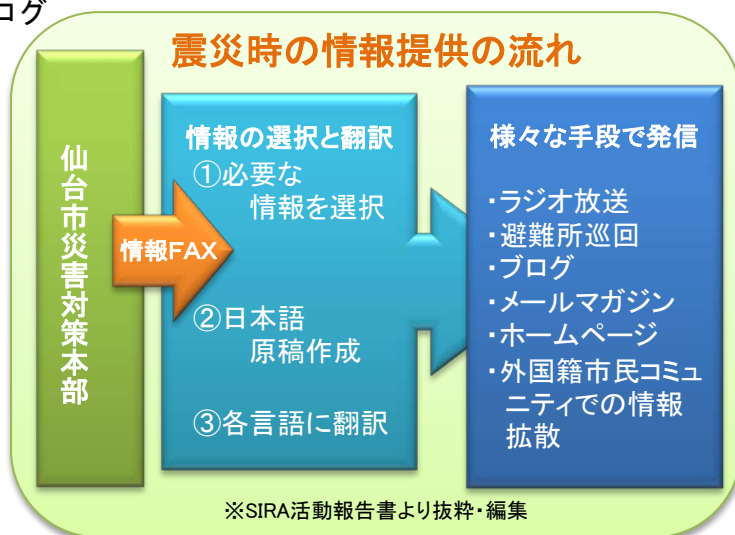 ログ
震災時の情報提供の流れ
仙台市災害対策本部
情報FAX
情報の選択と翻訳
①必要な
情報を選択
②日本語
原稿作成
③各言語に翻訳
様々な手段で発信
・ラジオ放送
・避難所巡回
・ブログ
・メールマガジン
・ホームページ
・外国籍市民コミュ
ニティでの情報
拡散
※SIRA活動報告書より抜粋・編集